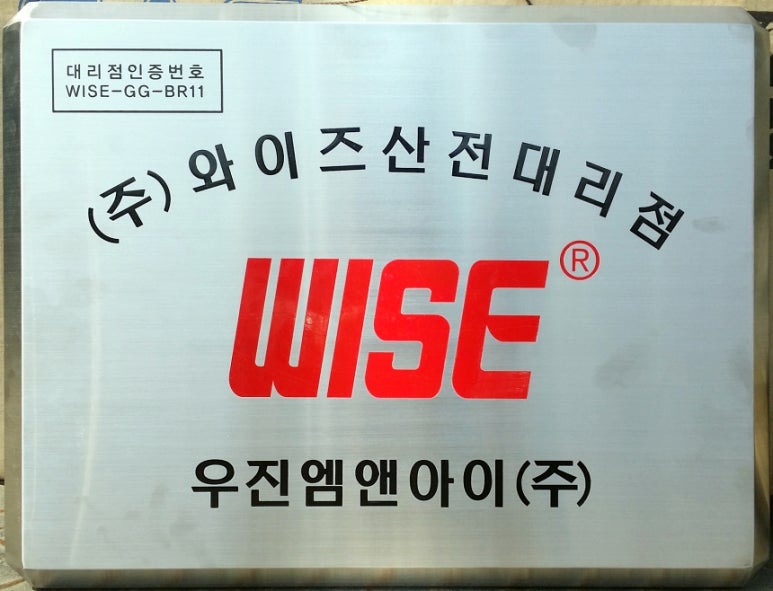 대리점인증번호
WISE-GG-BR11
(주)와이즈산전대리점
WISE®
우진엠앤아이(주)